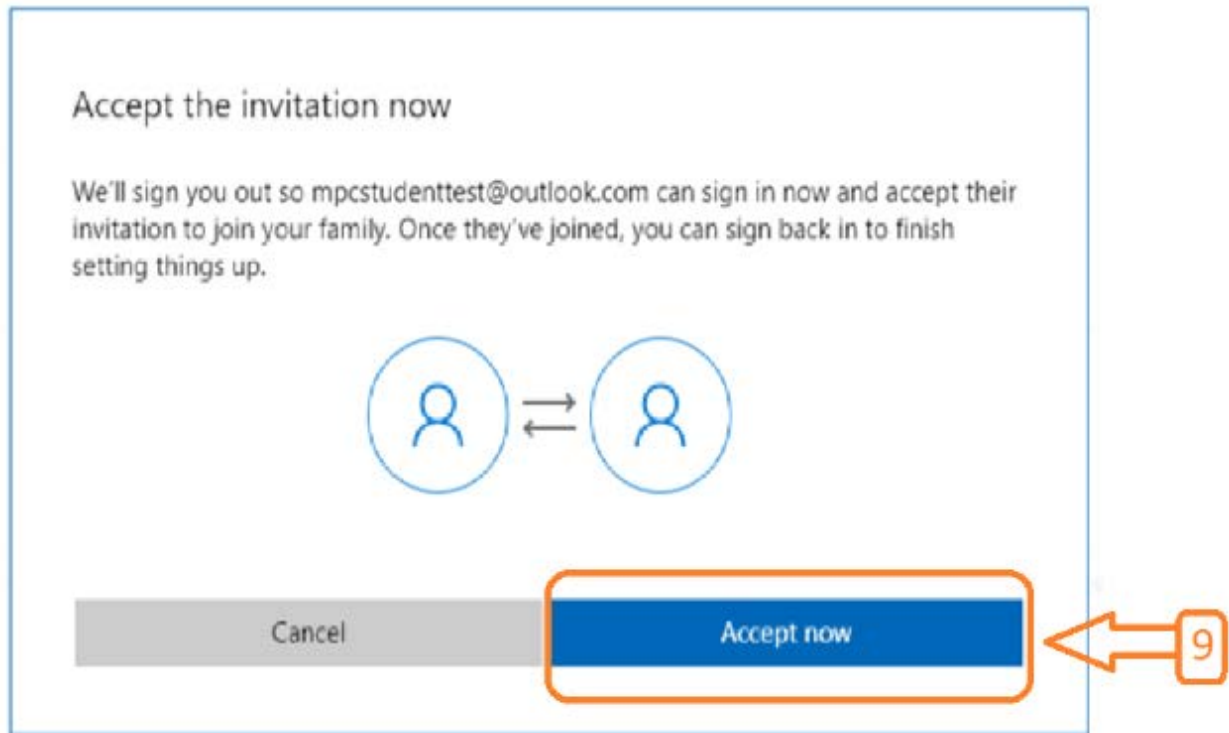 Accept the invitation now
We'll sign you out so mpcstudenttest@outlook.com can sign in now and accept their
invitation to join your family. Once they've joined, you can sign back in to finish
setting things up.
Cancel
Accept now
9